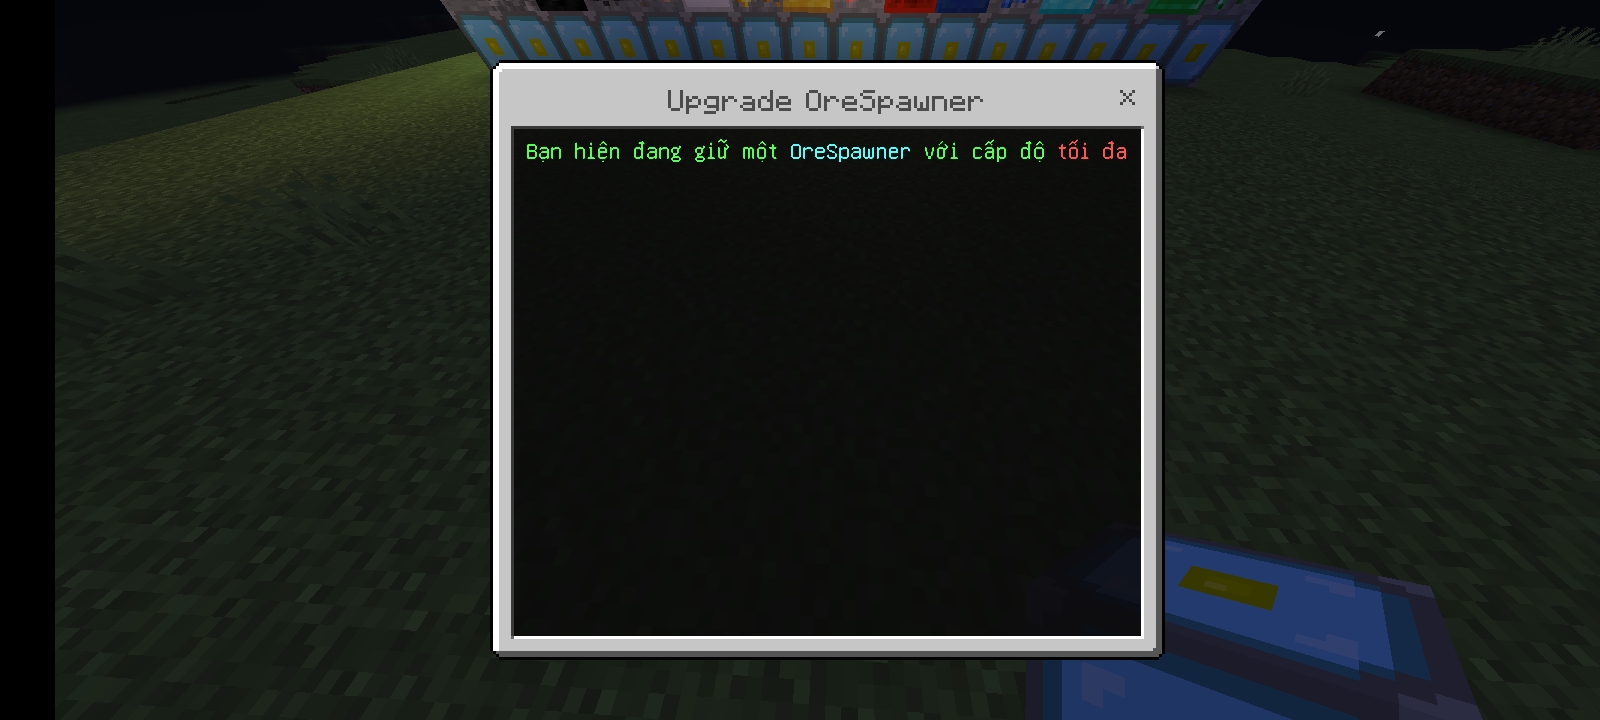 Upgrade OreSpawner
Bạn hiện đang giữ một OreSpawner với cấp độ tối đa